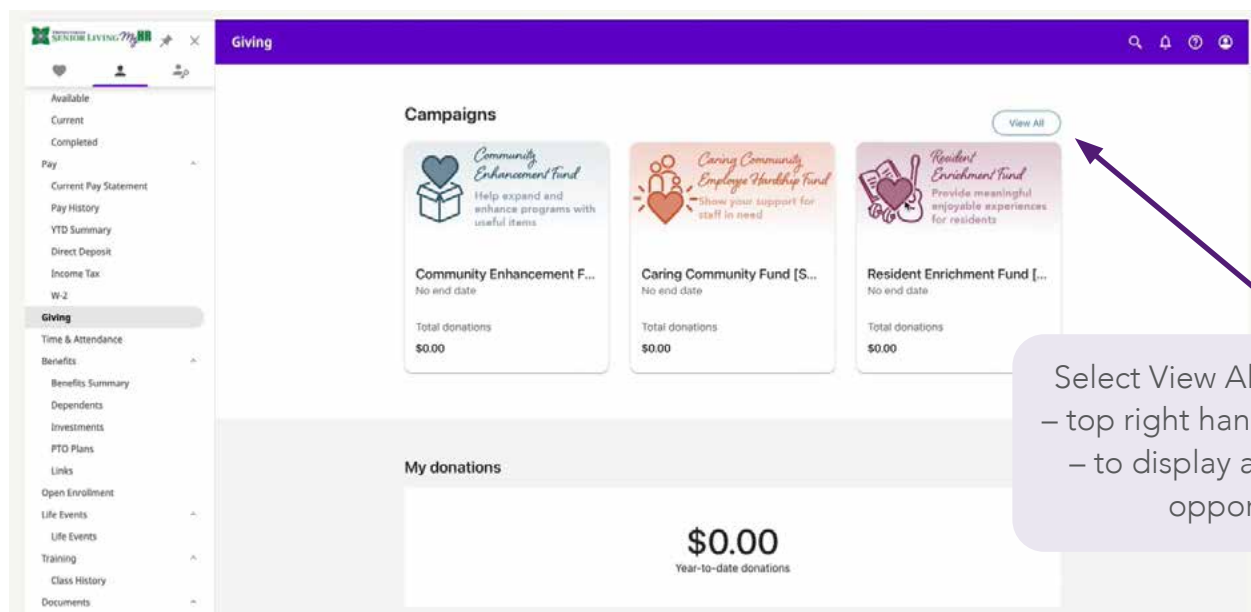 SENIOR LIVING MyHR
Giving
Available
Current
Completed
Pay
Current Pay Statement
Pay History
YTD Summary
Direct Deposit
Income Tax
W-2
Giving
Time & Attendance
Benefits
Benefits Summary
Dependents
Investments
PTO Plans
Links
Open Enrollment
Life Events
Life Events
Training
Class History
Documents
Campaigns
View All
Community
Enhancement Fund
Help expand and
enhance programs with
useful items
Community Enhancement F...
No end date
Total donations
$0.00
Caring Community
Employee Hardship Fund
Show your support for
staff in need
Caring Community Fund [S...
No end date
Total donations
$0.00
Resident
Enrichment Fund
Provide meaningful
enjoyable experiences
for residents
Resident Enrichment Fund [...
No end date
Total donations
$0.00
Select View Al
– top right han
– to display a
oppor
My donations
$0.00
Year-to-date donations